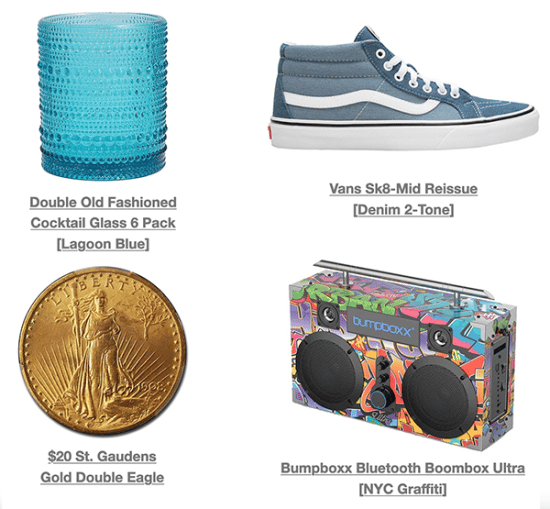 Double Old Fashioned
Cocktail Glass 6 Pack
[Lagoon Blue]
Vans Sk8-Mid Reissue
[Denim 2-Tone]
LIBERTY
1908
bumpboxx
$20 St. Gaudens
Gold Double Eagle
Bumpboxx Bluetooth Boombox Ultra
[NYC Graffiti]